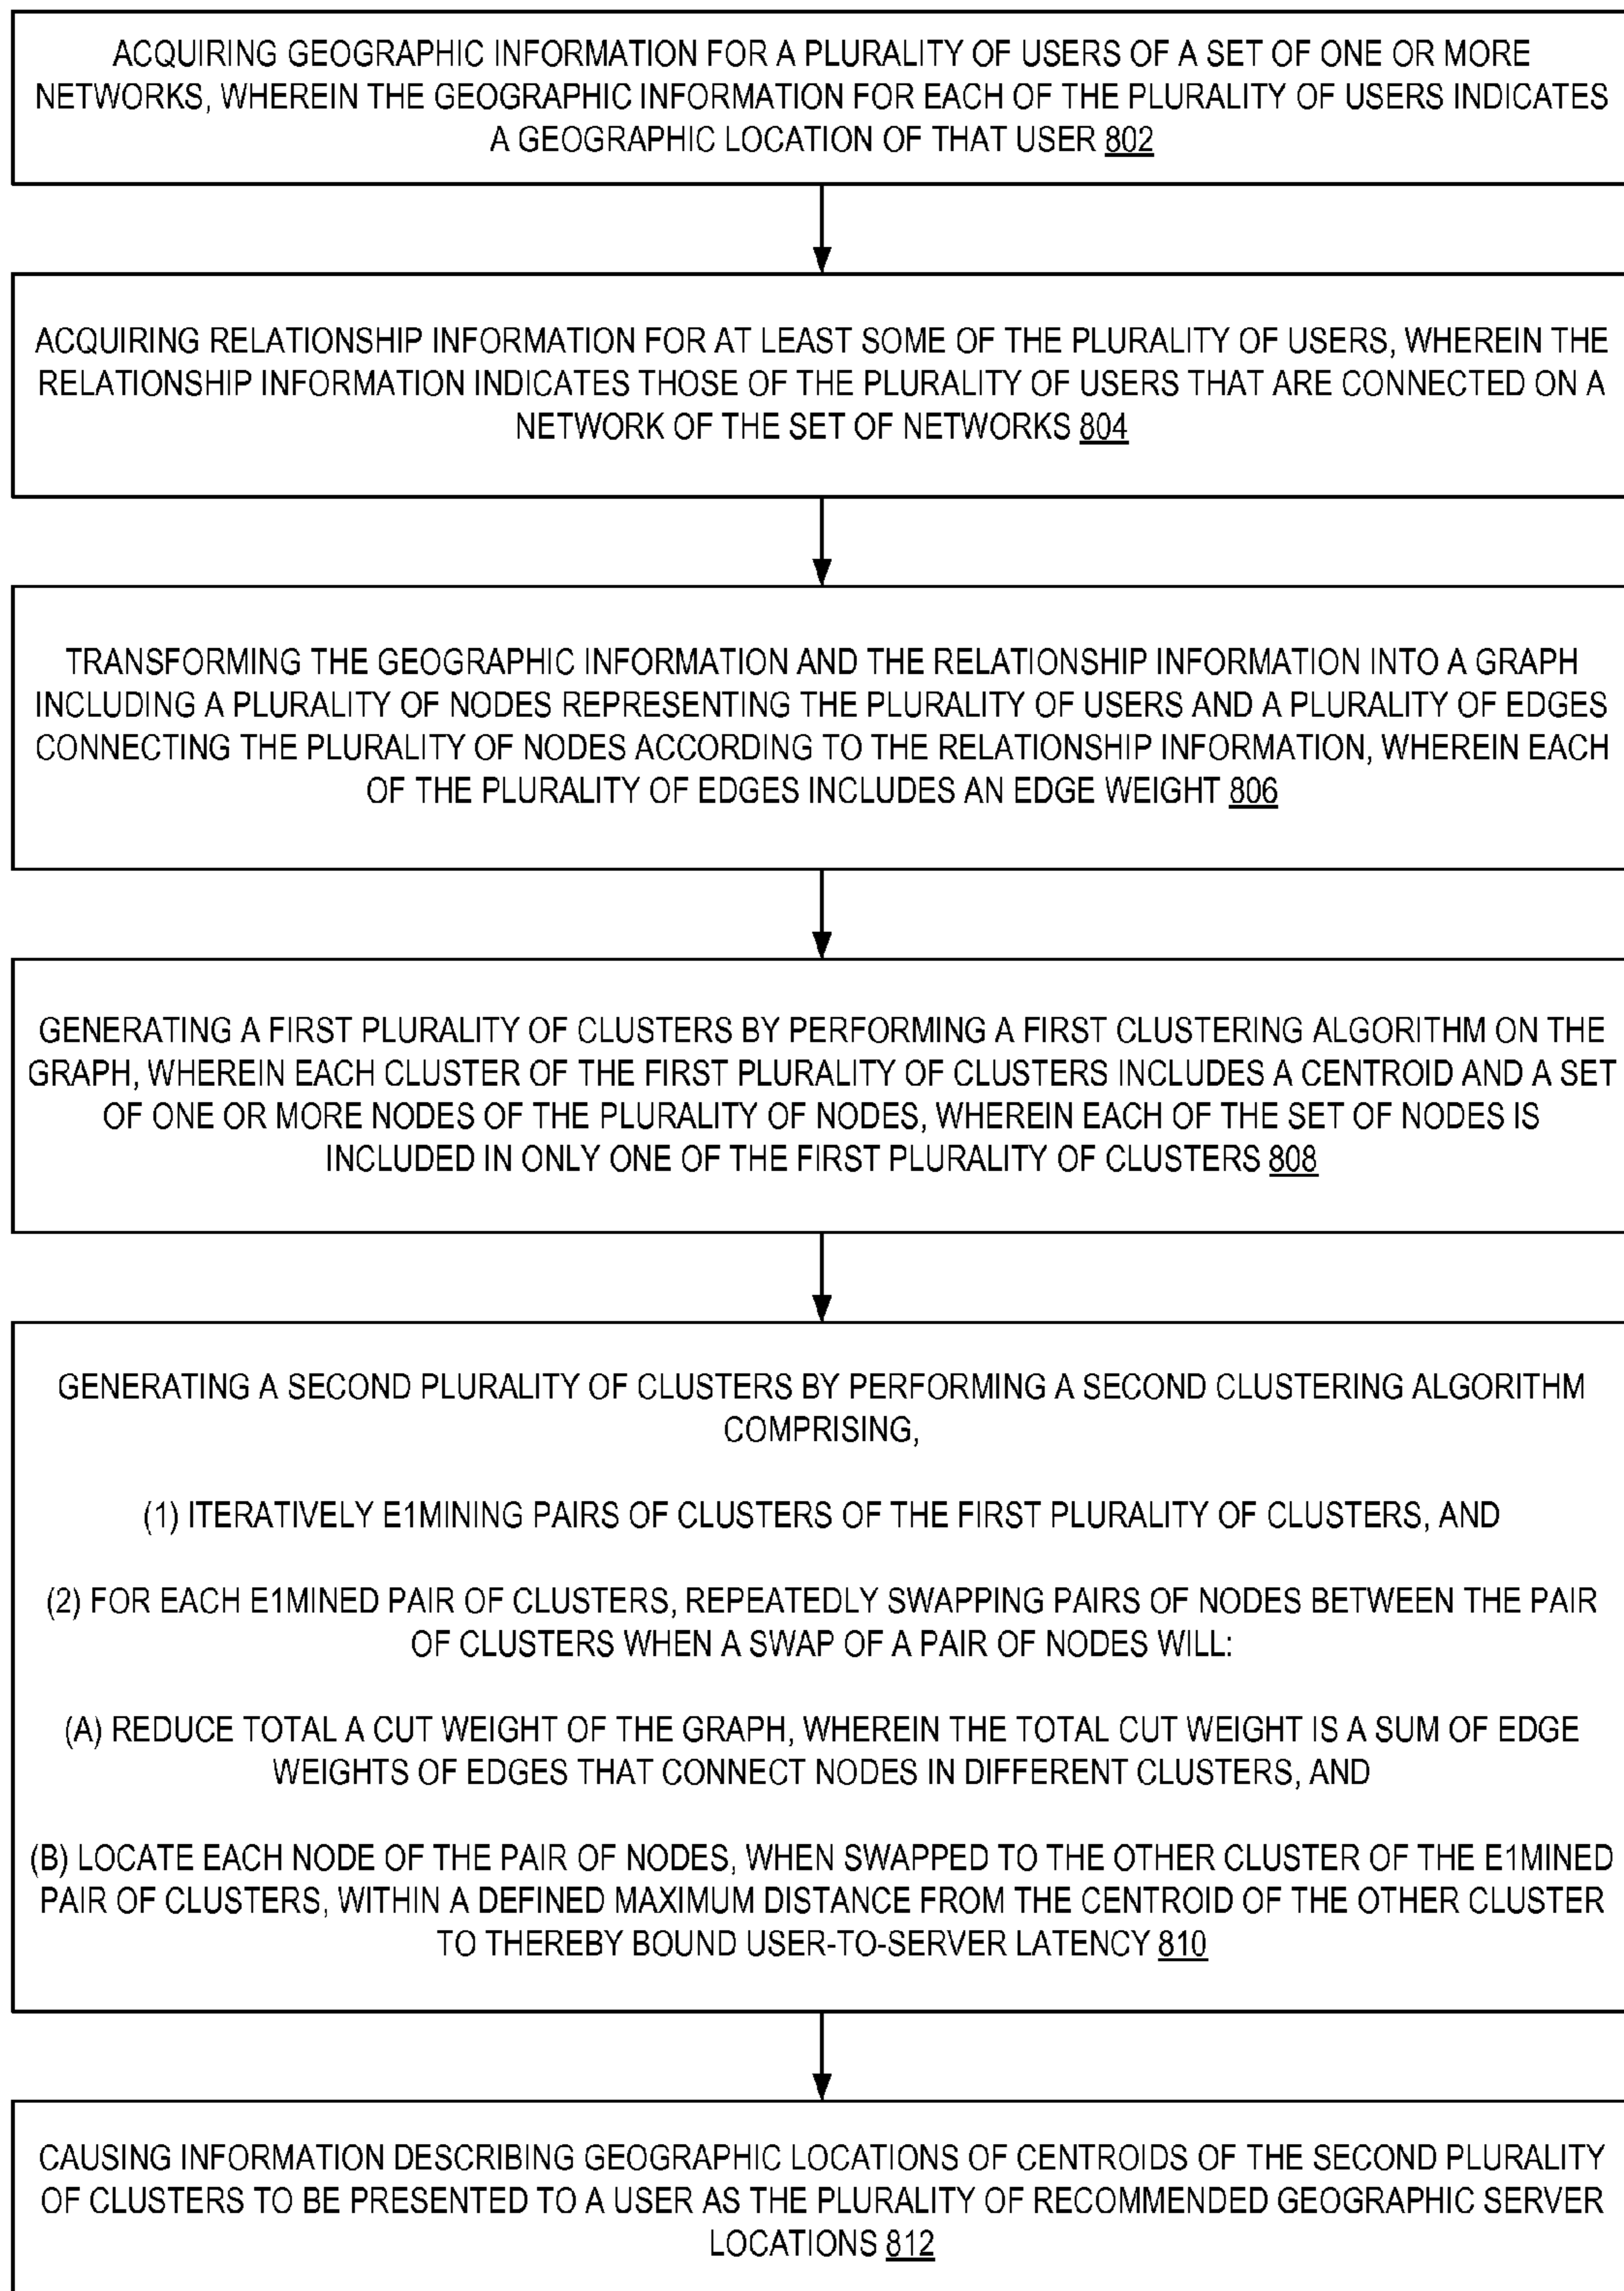 ACQUIRING GEOGRAPHIC INFORMATION FOR A PLURALITY OF USERS OF A SET OF ONE OR MORE
NETWORKS, WHEREIN THE GEOGRAPHIC INFORMATION FOR EACH OF THE PLURALITY OF USERS INDICATES
A GEOGRAPHIC LOCATION OF THAT USER 802
ACQUIRING RELATIONSHIP INFORMATION FOR AT LEAST SOME OF THE PLURALITY OF USERS, WHEREIN THE
RELATIONSHIP INFORMATION INDICATES THOSE OF THE PLURALITY OF USERS THAT ARE CONNECTED ON A
NETWORK OF THE SET OF NETWORKS 804
TRANSFORMING THE GEOGRAPHIC INFORMATION AND THE RELATIONSHIP INFORMATION INTO A GRAPH
INCLUDING A PLURALITY OF NODES REPRESENTING THE PLURALITY OF USERS AND A PLURALITY OF EDGES
CONNECTING THE PLURALITY OF NODES ACCORDING TO THE RELATIONSHIP INFORMATION, WHEREIN EACH
OF THE PLURALITY OF EDGES INCLUDES AN EDGE WEIGHT 806
GENERATING A FIRST PLURALITY OF CLUSTERS BY PERFORMING A FIRST CLUSTERING ALGORITHM ON THE
GRAPH, WHEREIN EACH CLUSTER OF THE FIRST PLURALITY OF CLUSTERS INCLUDES A CENTROID AND A SET
OF ONE OR MORE NODES OF THE PLURALITY OF NODES, WHEREIN EACH OF THE SET OF NODES IS
INCLUDED IN ONLY ONE OF THE FIRST PLURALITY OF CLUSTERS 808
GENERATING A SECOND PLURALITY OF CLUSTERS BY PERFORMING A SECOND CLUSTERING ALGORITHM
COMPRISING,
(1) ITERATIVELY E1MINING PAIRS OF CLUSTERS OF THE FIRST PLURALITY OF CLUSTERS, AND
(2) FOR EACH E1MINED PAIR OF CLUSTERS, REPEATEDLY SWAPPING PAIRS OF NODES BETWEEN THE PAIR
OF CLUSTERS WHEN A SWAP OF A PAIR OF NODES WILL:
(A) REDUCE TOTAL A CUT WEIGHT OF THE GRAPH, WHEREIN THE TOTAL CUT WEIGHT IS A SUM OF EDGE
WEIGHTS OF EDGES THAT CONNECT NODES IN DIFFERENT CLUSTERS, AND
(B) LOCATE EACH NODE OF THE PAIR OF NODES, WHEN SWAPPED TO THE OTHER CLUSTER OF THE E1MINED
PAIR OF CLUSTERS, WITHIN A DEFINED MAXIMUM DISTANCE FROM THE CENTROID OF THE OTHER CLUSTER
TO THEREBY BOUND USER-TO-SERVER LATENCY 810
CAUSING INFORMATION DESCRIBING GEOGRAPHIC LOCATIONS OF CENTROIDS OF THE SECOND PLURALITY
OF CLUSTERS TO BE PRESENTED TO A USER AS THE PLURALITY OF RECOMMENDED GEOGRAPHIC SERVER
LOCATIONS 812